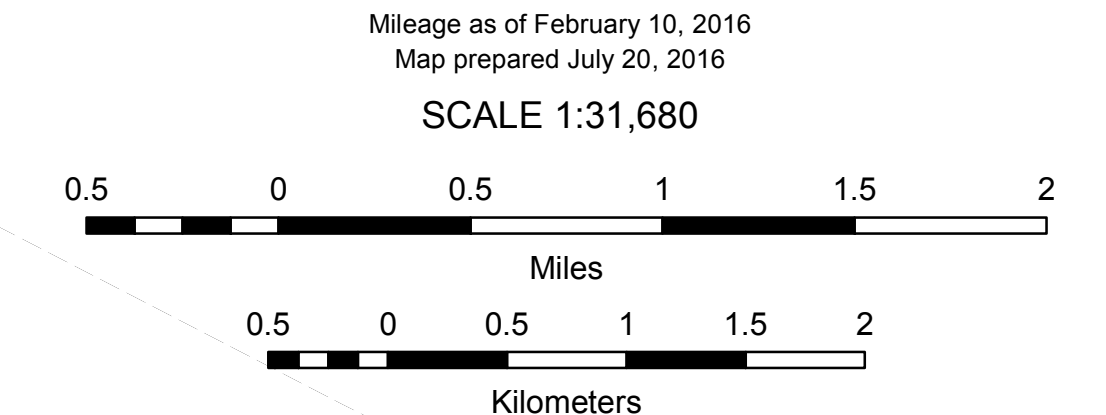 Mileage as of February 10, 2016
Map prepared July 20, 2016
SCALE 1:31,680
0.5 0 0.5 1 1.5 2
Miles
0.5 0 0.5 1 1.5 2
Kilometers